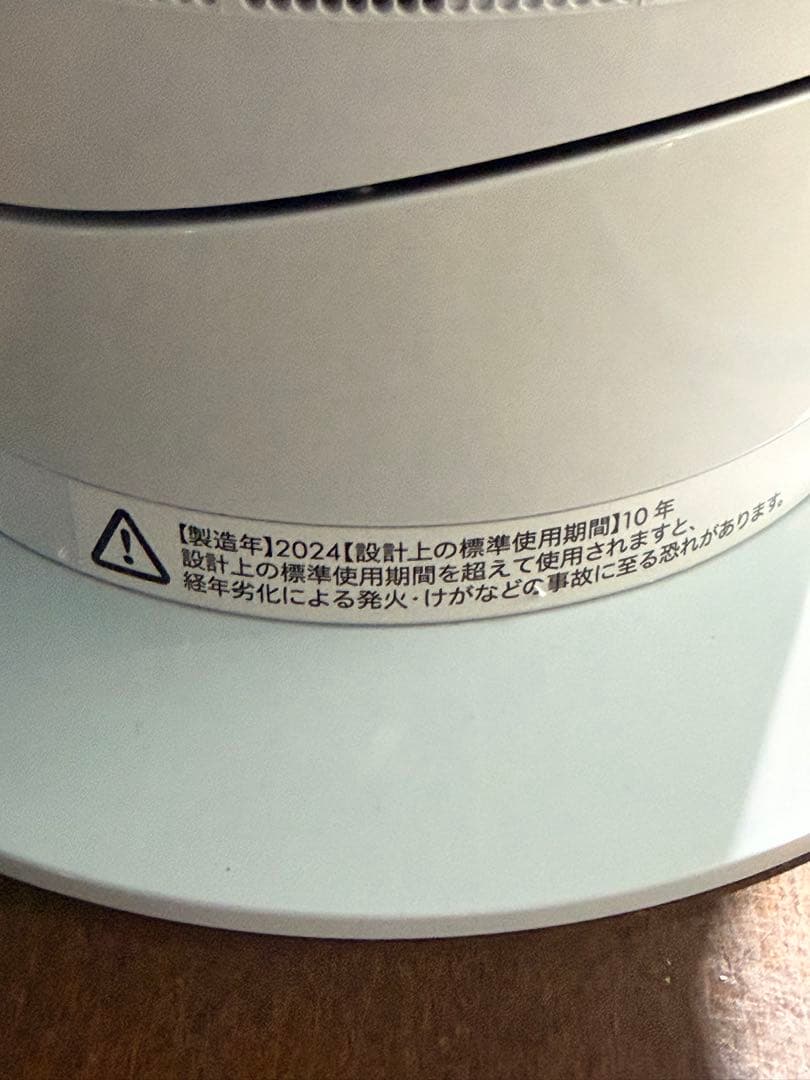 【製造年】2024【設計上の標準使用期間】10 年
設計上の標準使用期間を超えて使用されますと、
経年劣化による発火・けがなどの事故に至る恐れがあります。